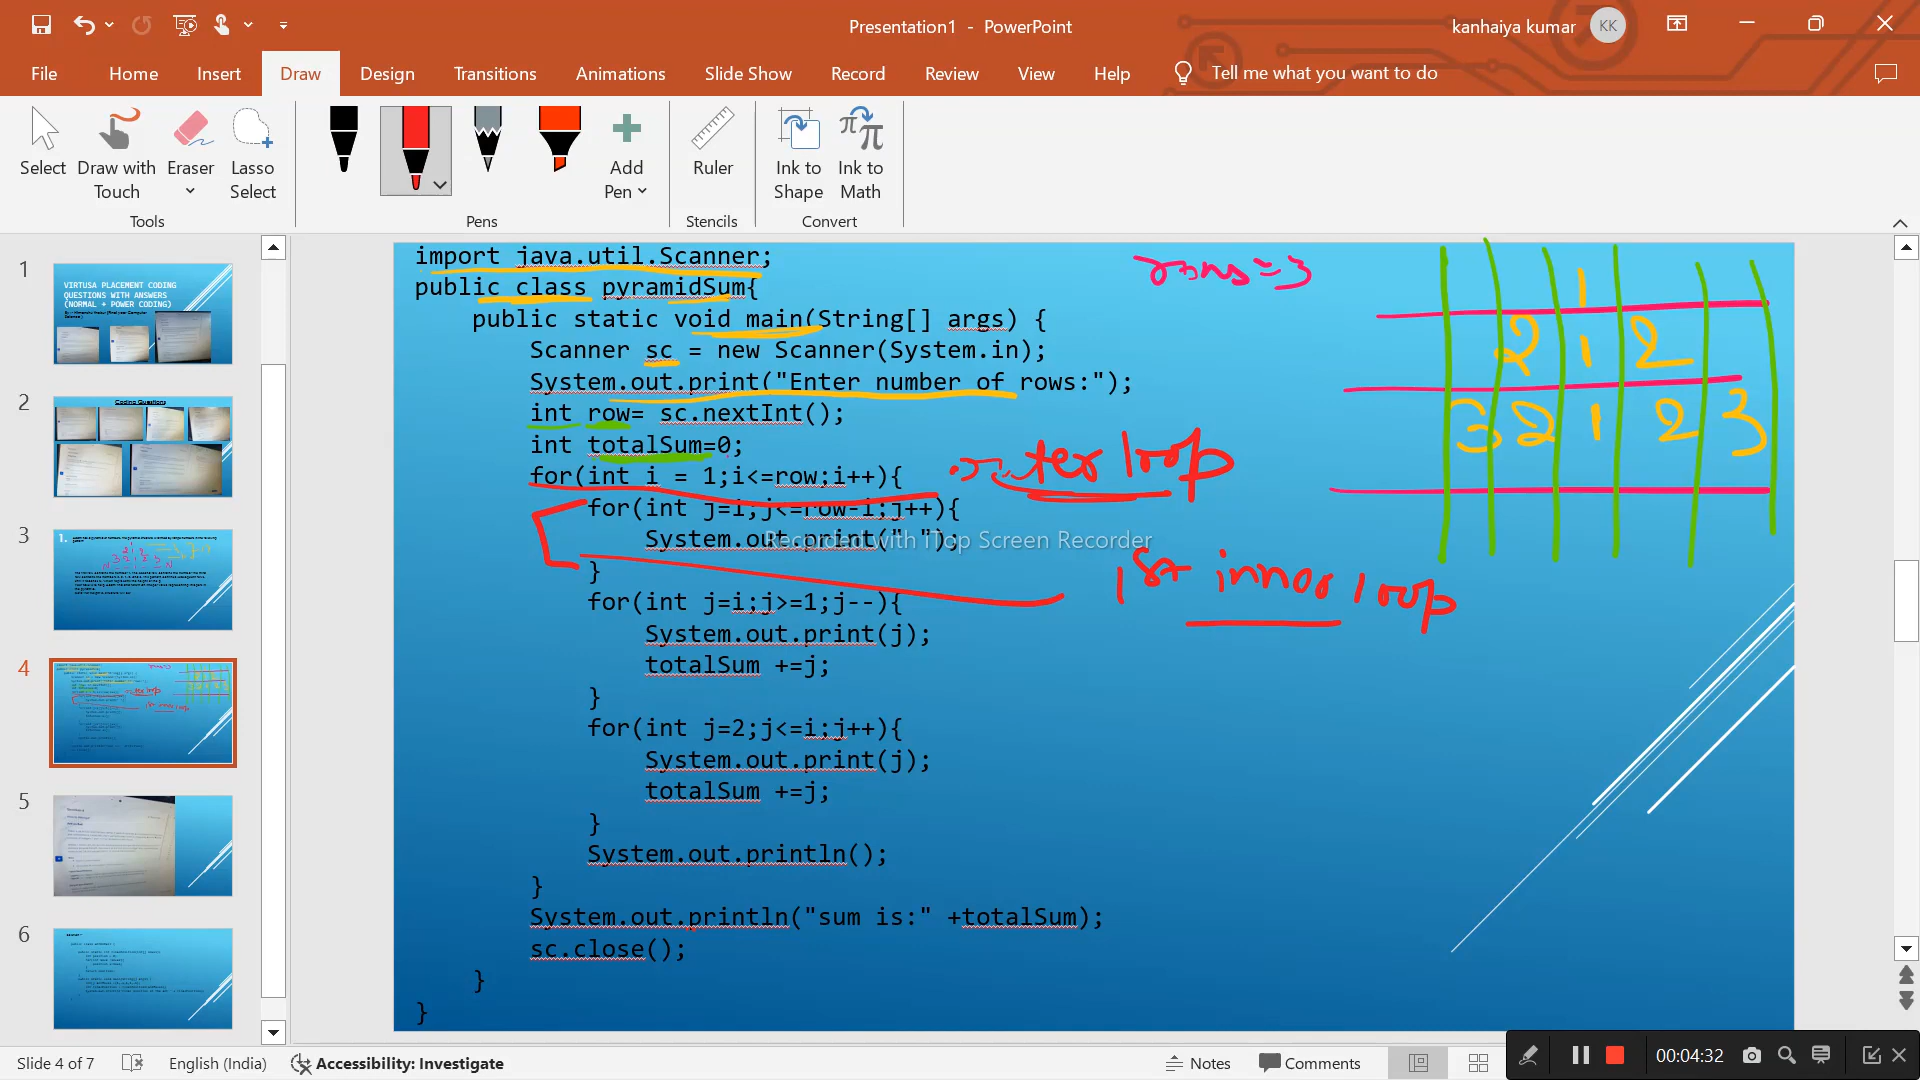 Presentation1 - PowerPoint
kanhaiya kumar
KK
File Home Insert Draw Design Transitions Animations Slide Show Record Review View Help Tell me what you want to do
Select Draw with Touch Eraser Lasso Select
Add Pen
Ruler
Ink to Shape Ink to Math
Tools Pens Stencils Convert
1
VIRTUSA PLACEMENT CODING
QUESTIONS WITH ANSWERS
(NORMAL + POWER CODING)
2
Coding Questions
3
1.
4
5
6
import java.util.Scanner;
public class pyramidSum{
public static void main(String[] args) {
Scanner sc = new Scanner(System.in);
System.out.print("Enter number of rows:");
int row= sc.nextInt();
int totalSum=0;
for(int i = 1;i<=row;i++){
for(int j=1;j<=row-i;j++){
System.out.print(" ");
}
for(int j=i;j>=1;j--){
System.out.print(j);
totalSum +=j;
}
for(int j=2;j<=i;j++){
System.out.print(j);
totalSum +=j;
}
System.out.println();
}
System.out.println("sum is:" +totalSum);
sc.close();
}
}
rows=3
1
2 1 2
3 2 1 2 3
outer loop
1st inner loop
Recorded with iTop Screen Recorder
Slide 4 of 7 English (India) Accessibility: Investigate Notes Comments
00:04:32